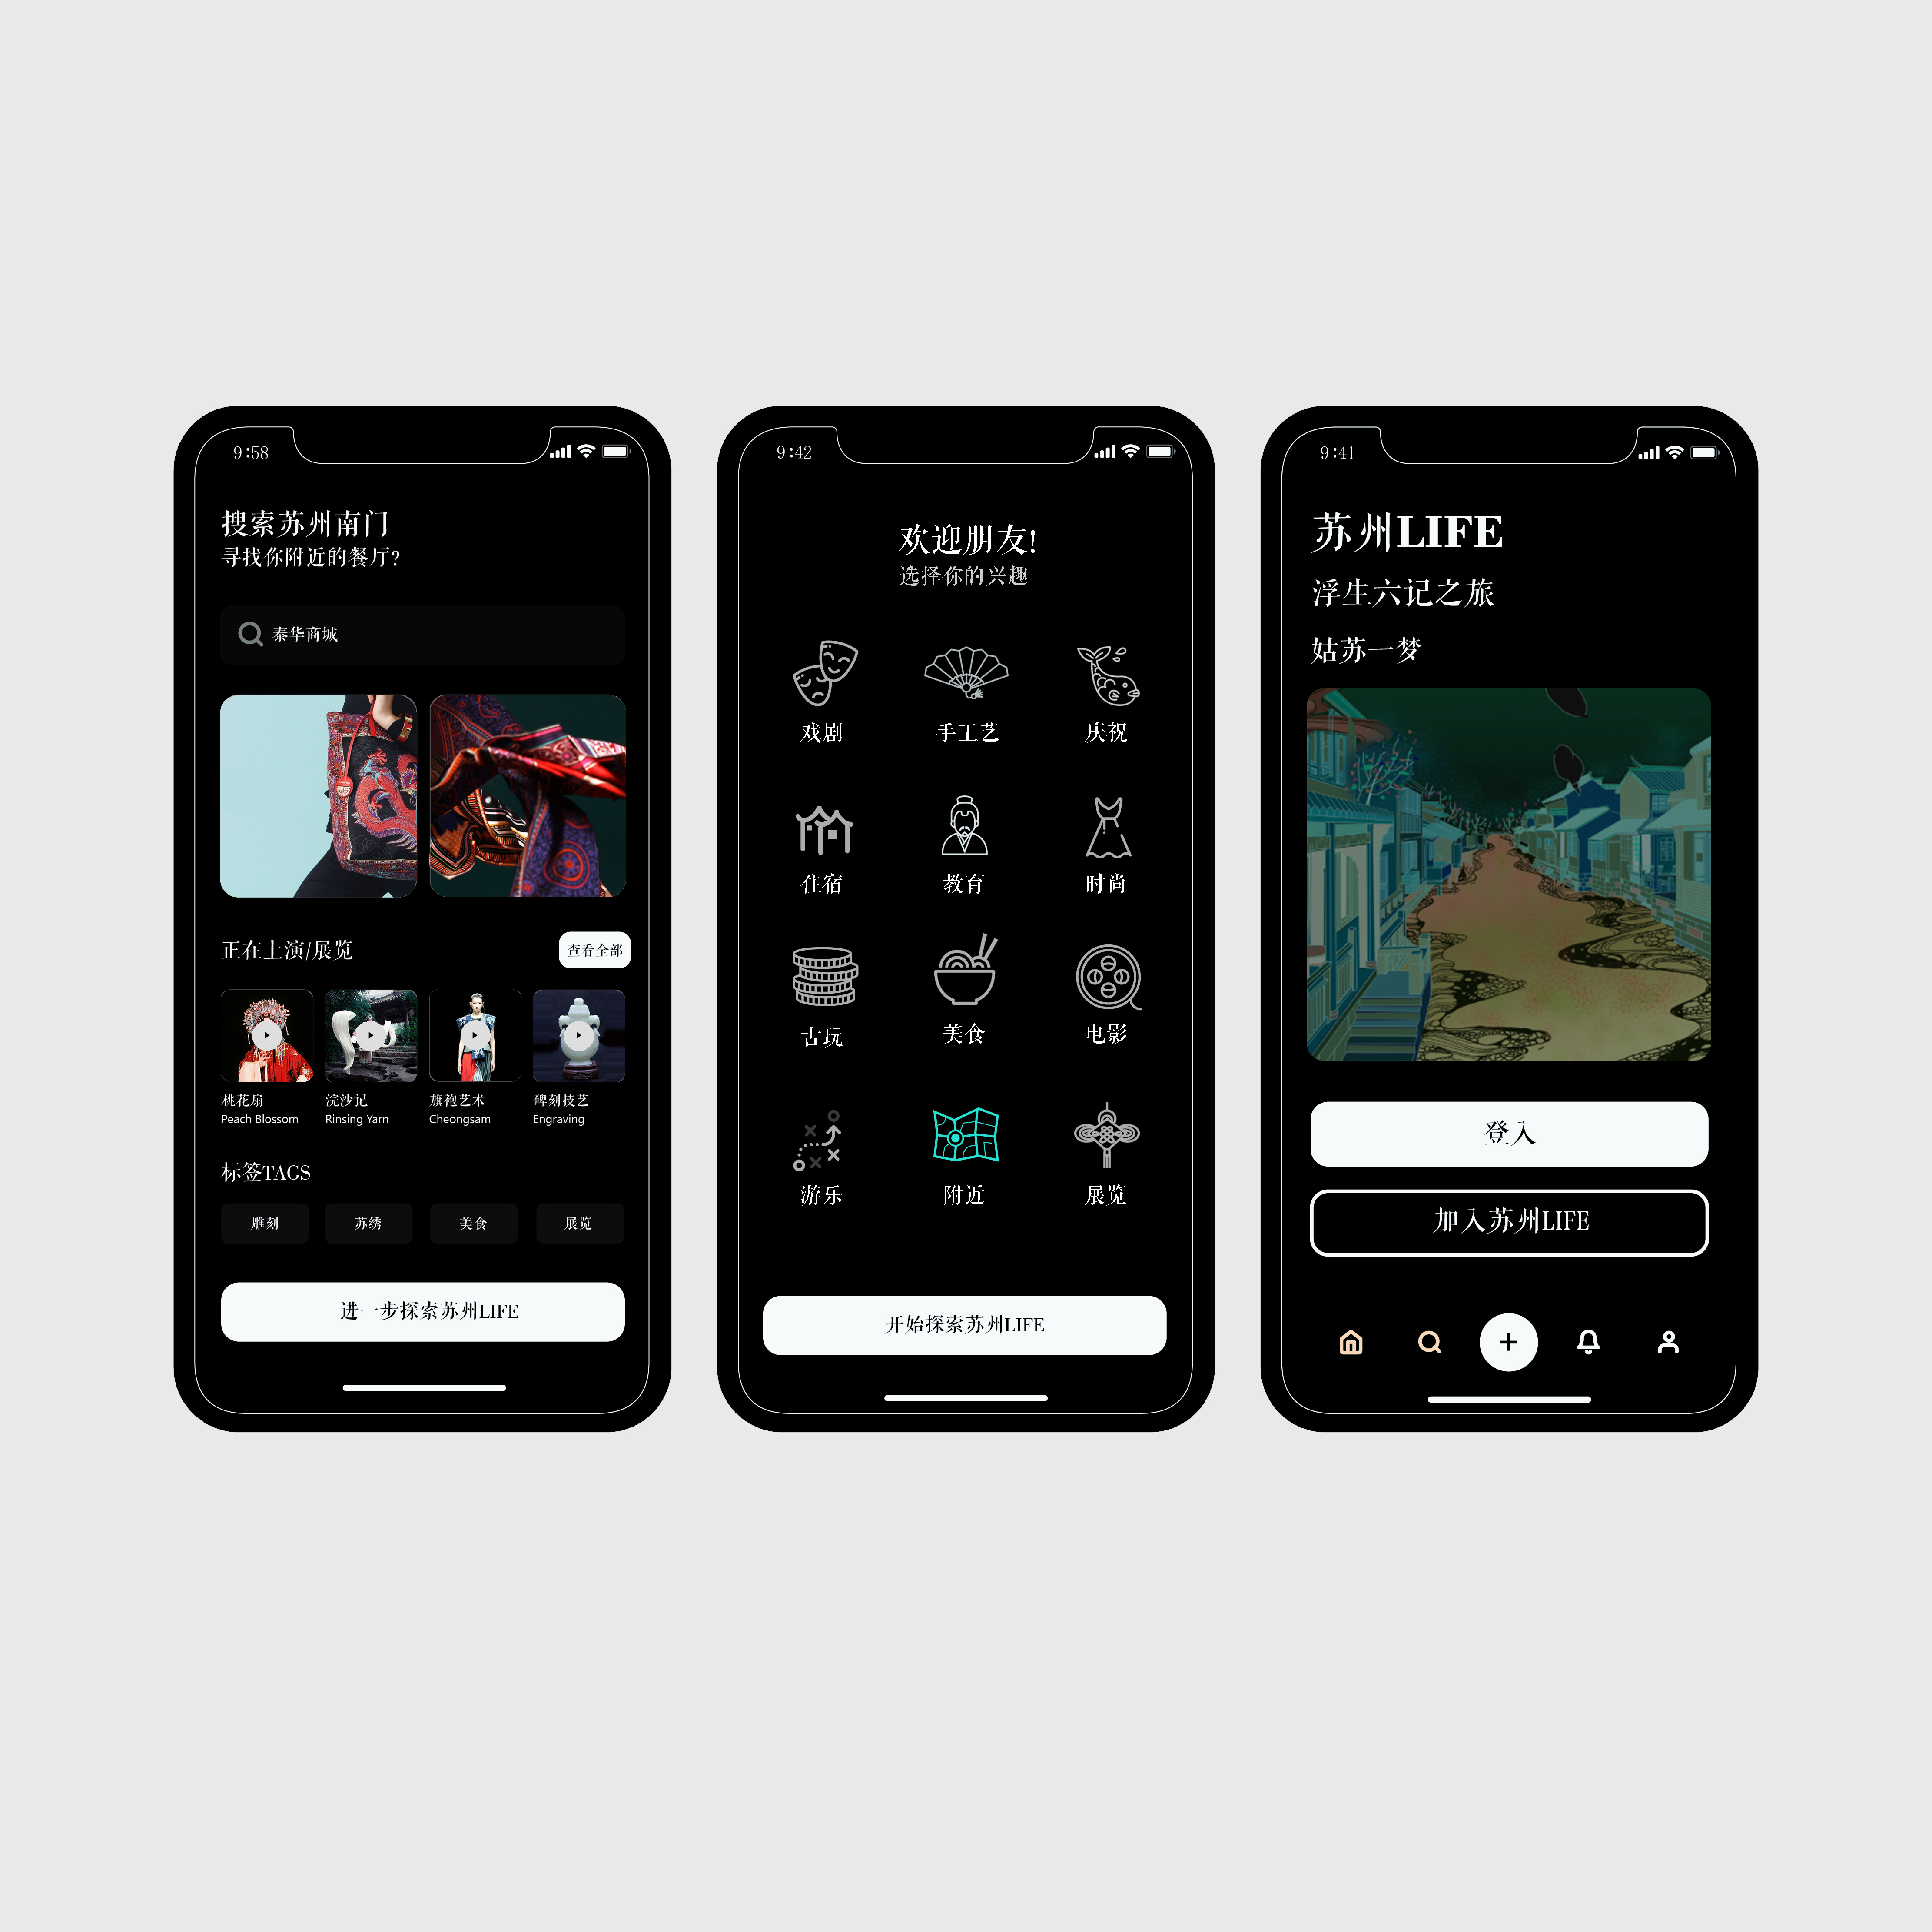 9:58
搜索苏州南门
寻找你附近的餐厅?
泰华商城
正在上演/展览
查看全部
桃花扇
Peach Blossom
浣沙记
Rinsing Yarn
旗袍艺术
Cheongsam
碑刻技艺
Engraving
标签TAGS
雕刻
苏绣
美食
展览
进一步探索苏州LIFE
9:42
欢迎朋友!
选择你的兴趣
戏剧
手工艺
庆祝
住宿
教育
时尚
古玩
美食
电影
游乐
附近
展览
开始探索苏州LIFE
9:41
苏州LIFE
浮生六记之旅
姑苏一梦
登入
加入苏州LIFE